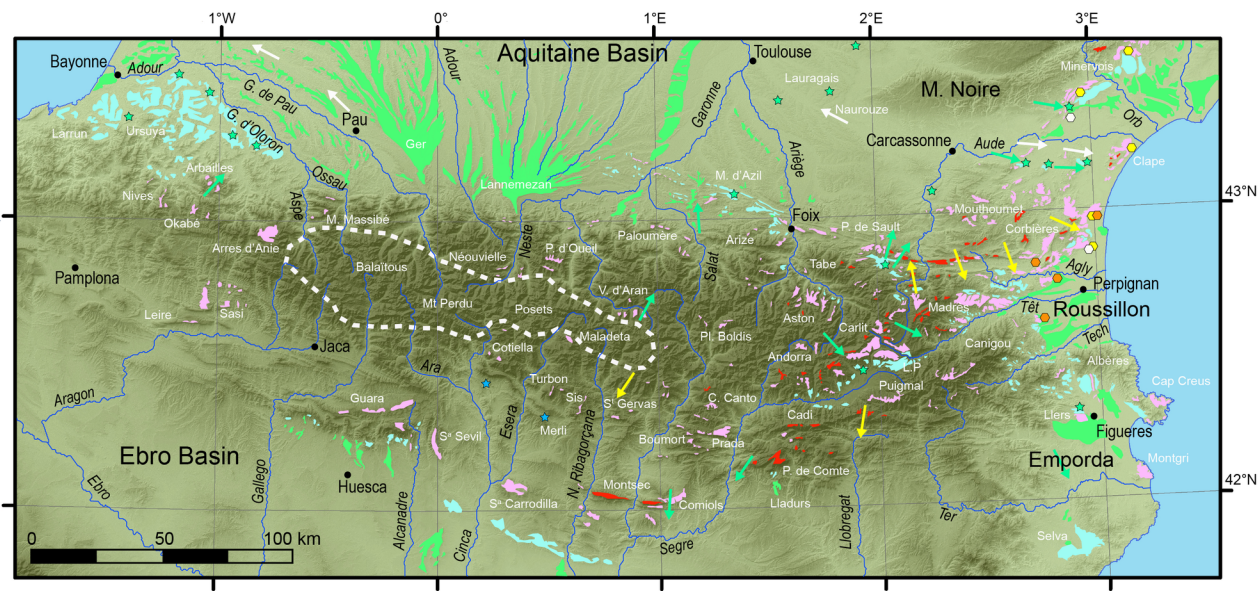 1°W
0°
1°E
2°E
3°E
Aquitaine Basin
Bayonne
Adour
Adour
Toulouse
Minervois
Lauragais
M. Noire
G. de Pau
Garonne
Naurouze
Orb
Pau
Larrun
Ursuya
G. d'Oloron
Ger
Carcassonne
Aude
Ariège
Clape
Arbailles
Ossau
Lannemezan
M. d'Azil
43°N
Nives
Aspe
Okabé
M. Massibé
Foix
Mouthoumet
Corbières
Arres d'Anie
Neste
Paloumère
Arize
P. de Sault
Néouvielle
P. d'Oueil
Salat
Tabe
Agly
Pamplona
Balaïtous
V. d'Aran
Perpignan
Mt Perdu
Posets
Aston
Madrès
Têt
Roussillon
Leire
Sasi
Maladeta
Pl. Boldis
Carlit
Tech
Jaca
Cotiella
Andorra
Canigou
Ara
L.P
Albères
Turbon
Puigmal
Cap Creus
Aragon
Guara
Sis
Sᵗ Gervas
C. Canto
Cadí
Llers
Esera
Merli
N. Ribagorçana
Figueres
Sᵃ Sevil
Boumort
Prada
Ebro Basin
Emporda
Montgri
P. de Comte
Ebro
Gallego
Huesca
Montsec
42°N
Sᵃ Carrodilla
Comiols
Lladurs
Alcanadre
Cinca
Llobregat
Ter
Segre
Selva
0
50
100 km